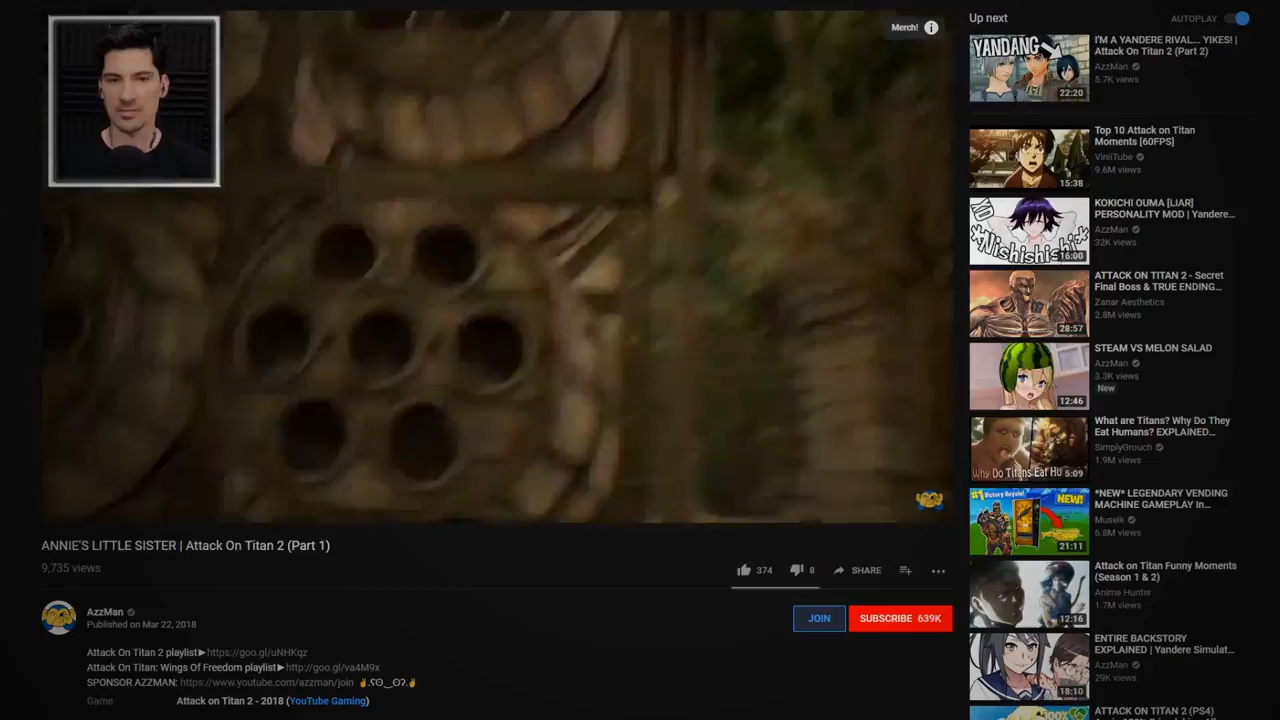 Merch!
ANNIE'S LITTLE SISTER | Attack On Titan 2 (Part 1)
9,735 views
374
8
SHARE
AzzMan
Published on Mar 22, 2018
JOIN
SUBSCRIBE 639K
Attack On Titan 2 playlist►https://goo.gl/uNHKqz
Attack On Titan: Wings Of Freedom playlist►http://goo.gl/va4M9x
SPONSOR AZZMAN: https://www.youtube.com/azzman/join
Game
Attack on Titan 2 - 2018 (YouTube Gaming)
Up next
AUTOPLAY
YANDANG
22:20
I'M A YANDERE RIVAL... YIKES! |
Attack On Titan 2 (Part 2)
AzzMan
5.7K views
15:38
Top 10 Attack on Titan
Moments [60FPS]
ViniiTube
9.6M views
XD
*Nishishishi*
16:00
KOKICHI OUMA [LIAR]
PERSONALITY MOD | Yandere...
AzzMan
32K views
28:57
ATTACK ON TITAN 2 - Secret
Final Boss & TRUE ENDING...
Zanar Aesthetics
2.8M views
12:46
STEAM VS MELON SALAD
AzzMan
3.3K views
New
Why Do Titans Eat Hu
5:09
What are Titans? Why Do They
Eat Humans? EXPLAINED...
SimplyGrouch
1.9M views
#1 Victory Royale!
NEW!
21:11
*NEW* LEGENDARY VENDING
MACHINE GAMEPLAY In...
Muselk
6.8M views
12:16
Attack on Titan Funny Moments
(Season 1 & 2)
Anime Hunter
1.7M views
18:10
ENTIRE BACKSTORY
EXPLAINED | Yandere Simulat...
AzzMan
29K views
ATTACK ON TITAN 2 (PS4)